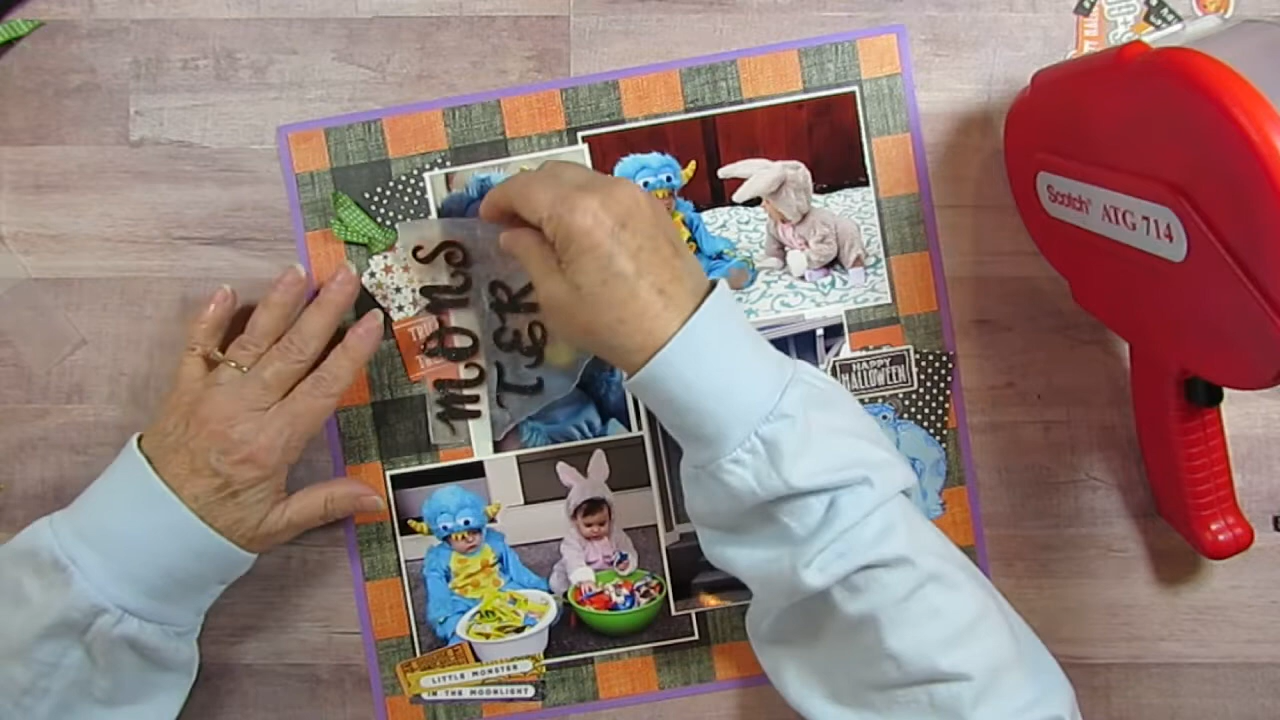 MONS
TER
HAPPY
HALLOWEEN
LITTLE MONSTER
IN THE MOONLIGHT
Scotch ATG 714